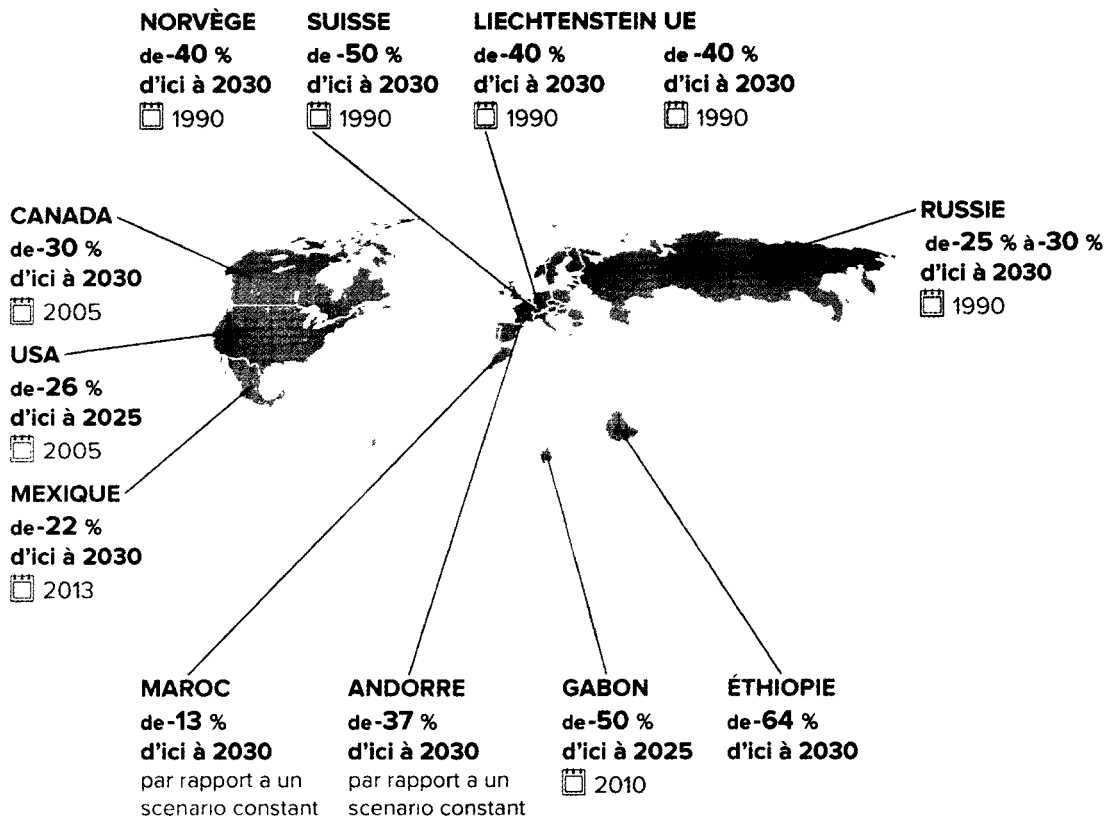 NORVÈGE
de -40 %
d'ici à 2030
1990
SUISSE
de -50 %
d'ici à 2030
1990
LIECHTENSTEIN UE
de -40 %
d'ici à 2030
1990
de -40 %
d'ici à 2030
1990
CANADA
de -30 %
d'ici à 2030
2005
RUSSIE
de -25 % à -30 %
d'ici à 2030
1990
USA
de -26 %
d'ici à 2025
2005
MEXIQUE
de -22 %
d'ici à 2030
2013
MAROC
de -13 %
d'ici à 2030
par rapport a un
scenario constant
ANDORRE
de -37 %
d'ici à 2030
par rapport a un
scenario constant
GABON
de -50 %
d'ici à 2025
2010
ÉTHIOPIE
de -64 %
d'ici à 2030